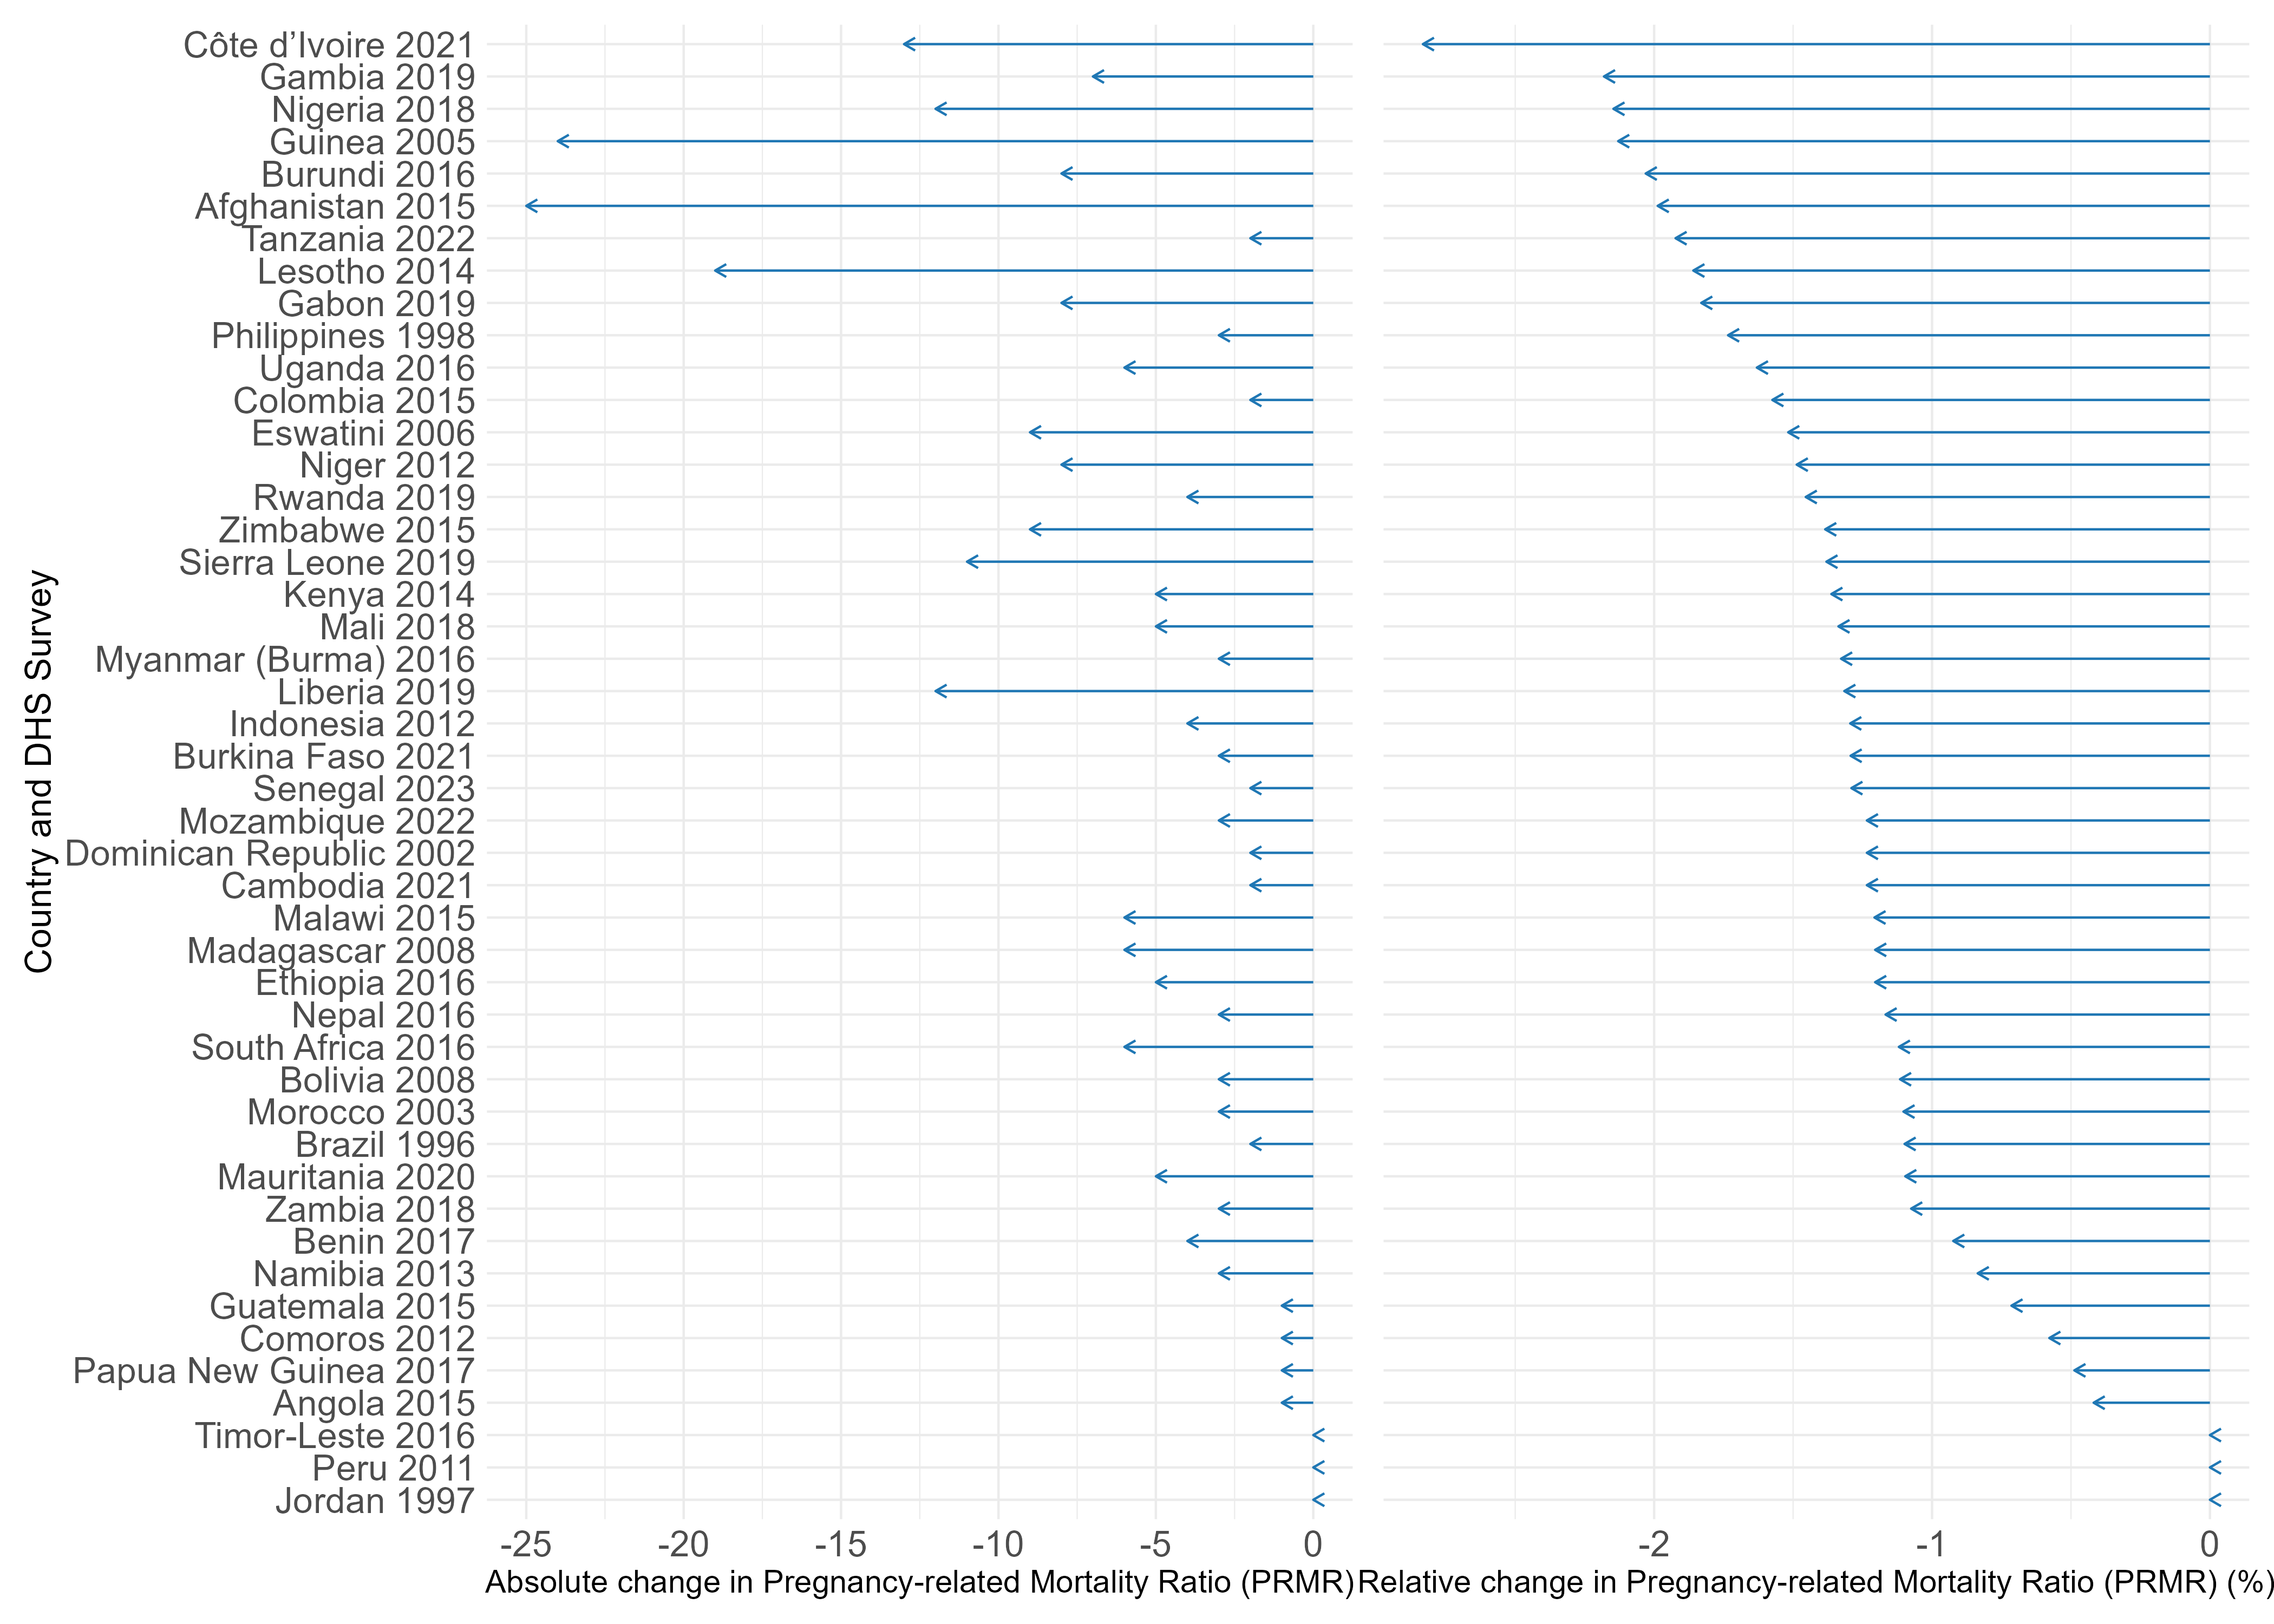 Côte d’Ivoire 2021
Gambia 2019
Nigeria 2018
Guinea 2005
Burundi 2016
Afghanistan 2015
Tanzania 2022
Lesotho 2014
Gabon 2019
Philippines 1998
Uganda 2016
Colombia 2015
Eswatini 2006
Niger 2012
Rwanda 2019
Zimbabwe 2015
Sierra Leone 2019
Kenya 2014
Mali 2018
Myanmar (Burma) 2016
Liberia 2019
Indonesia 2012
Burkina Faso 2021
Senegal 2023
Mozambique 2022
Dominican Republic 2002
Cambodia 2021
Malawi 2015
Madagascar 2008
Ethiopia 2016
Nepal 2016
South Africa 2016
Bolivia 2008
Morocco 2003
Brazil 1996
Mauritania 2020
Zambia 2018
Benin 2017
Namibia 2013
Guatemala 2015
Comoros 2012
Papua New Guinea 2017
Angola 2015
Timor-Leste 2016
Peru 2011
Jordan 1997
Country and DHS Survey
-25 -20 -15 -10 -5 0
Absolute change in Pregnancy-related Mortality Ratio (PRMR)
-2 -1 0
Relative change in Pregnancy-related Mortality Ratio (PRMR) (%)